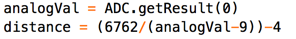 analogVal = ADC.getResult(0)
distance = (6762/(analogVal-9))-4